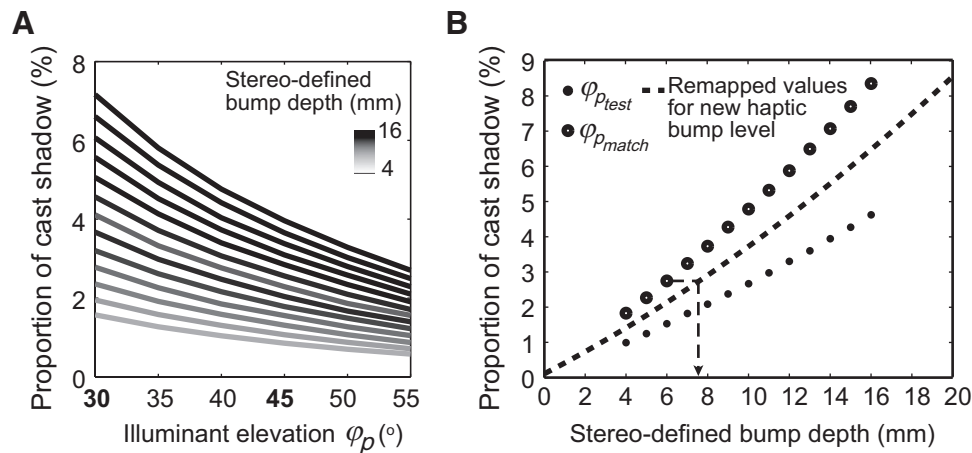 A
Proportion of cast shadow (%)
8
6
4
2
0
Stereo-defined
bump depth (mm)
16
4
30 35 40 45 50 55
Illuminant elevation φp (°)
B
Proportion of cast shadow (%)
9
8
7
6
5
4
3
2
1
0
φptest
φpmatch
Remapped values
for new haptic
bump level
0 2 4 6 8 10 12 14 16 18 20
Stereo-defined bump depth (mm)